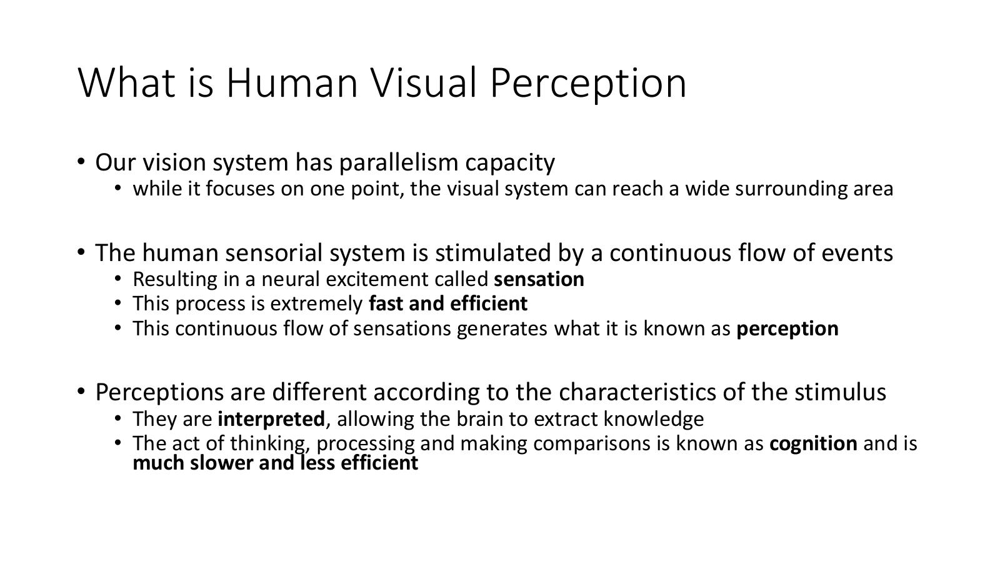 What is Human Visual Perception
• Our vision system has parallelism capacity
• while it focuses on one point, the visual system can reach a wide surrounding area
• The human sensorial system is stimulated by a continuous flow of events
• Resulting in a neural excitement called sensation
• This process is extremely fast and efficient
• This continuous flow of sensations generates what it is known as perception
• Perceptions are different according to the characteristics of the stimulus
• They are interpreted, allowing the brain to extract knowledge
• The act of thinking, processing and making comparisons is known as cognition and is
much slower and less efficient